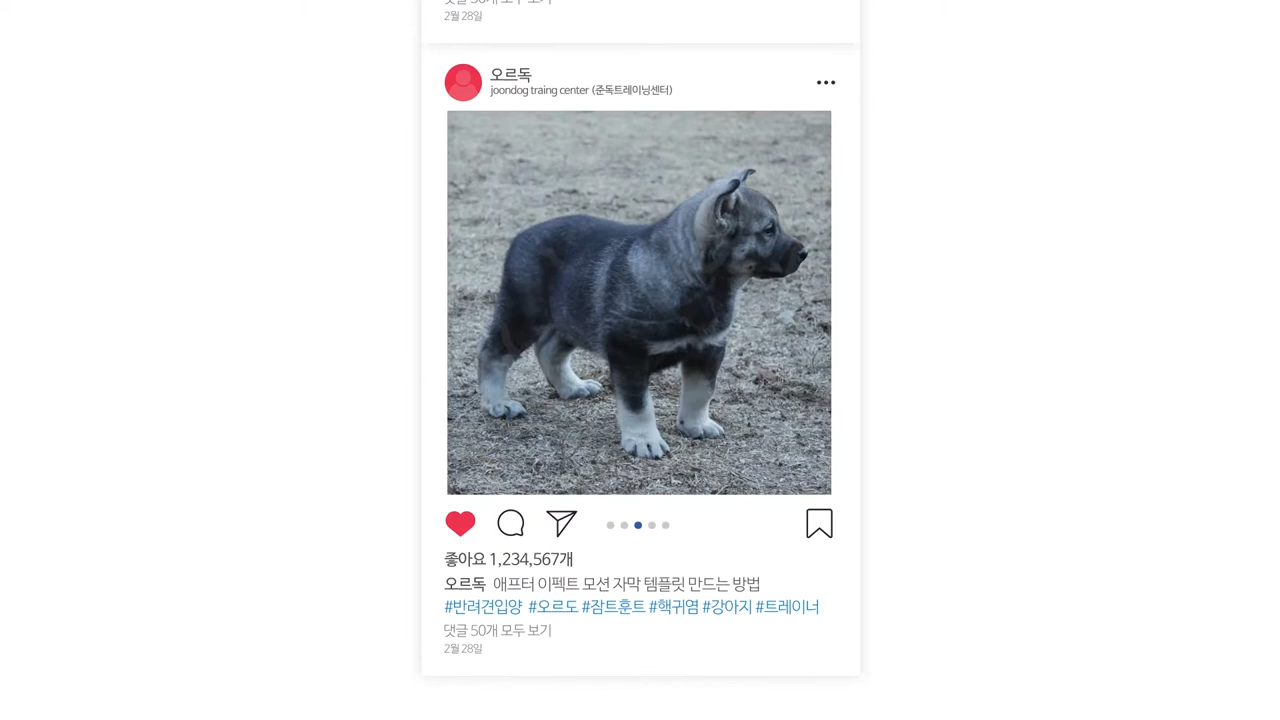 2월 28일
오르독
joondog traing center (준독트레이닝센터)
좋아요 1,234,567개
오르독 애프터 이펙트 모션 자막 템플릿 만드는 방법
#반려견입양 #오르도 #잠트훈트 #핵귀염 #강아지 #트레이너
댓글 50개 모두 보기
2월 28일